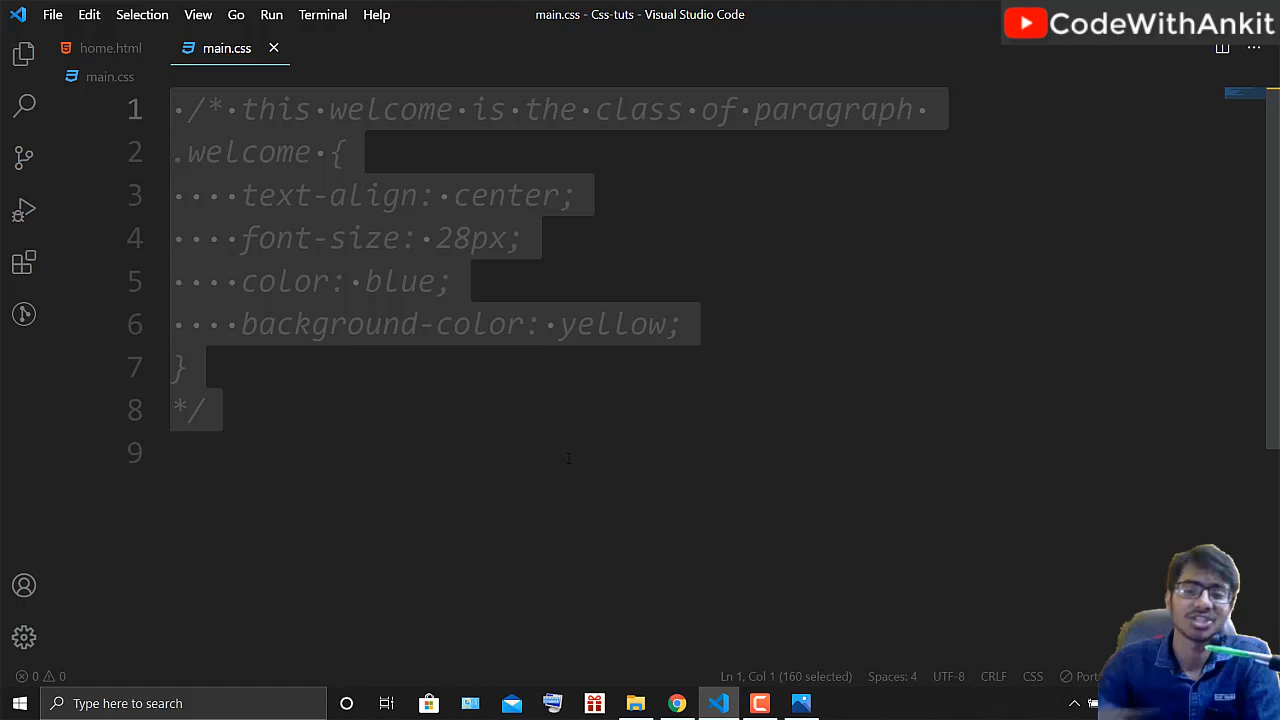 File Edit Selection View Go Run Terminal Help main.css - Css-tuts - Visual Studio Code CodeWithAnkit
home.html main.css
main.css
1 /* this welcome is the class of paragraph
2 .welcome {
3 text-align: center;
4 font-size: 28px;
5 color: blue;
6 background-color: yellow;
7 }
8 */
9
0 0 Ln 1, Col 1 (160 selected) Spaces: 4 UTF-8 CRLF CSS
Type here to search